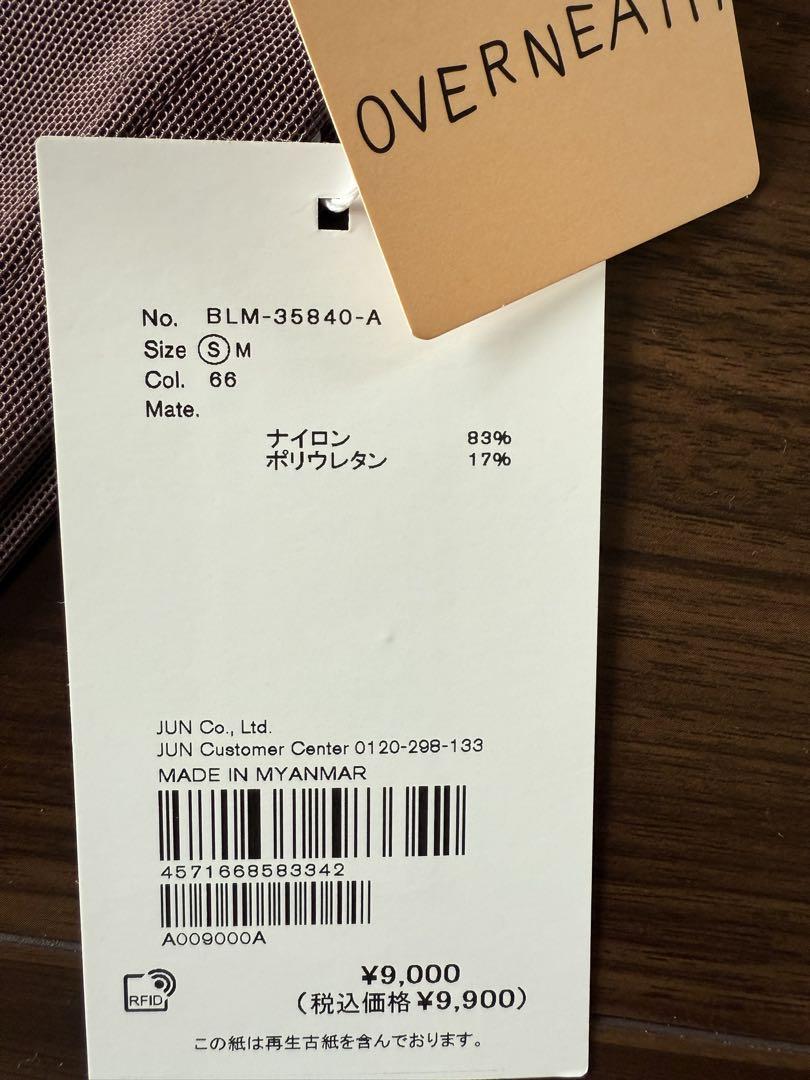 OVERNEATH
No. BLM-35840-A
Size Ⓢ M
Col. 66
Mate.
ナイロン 83%
ポリウレタン 17%
JUN Co., Ltd.
JUN Customer Center 0120-298-133
MADE IN MYANMAR
4571668583342
A009000A
RFID
¥9,000
(税込価格 ¥9,900)
この紙は再生古紙を含んでおります。